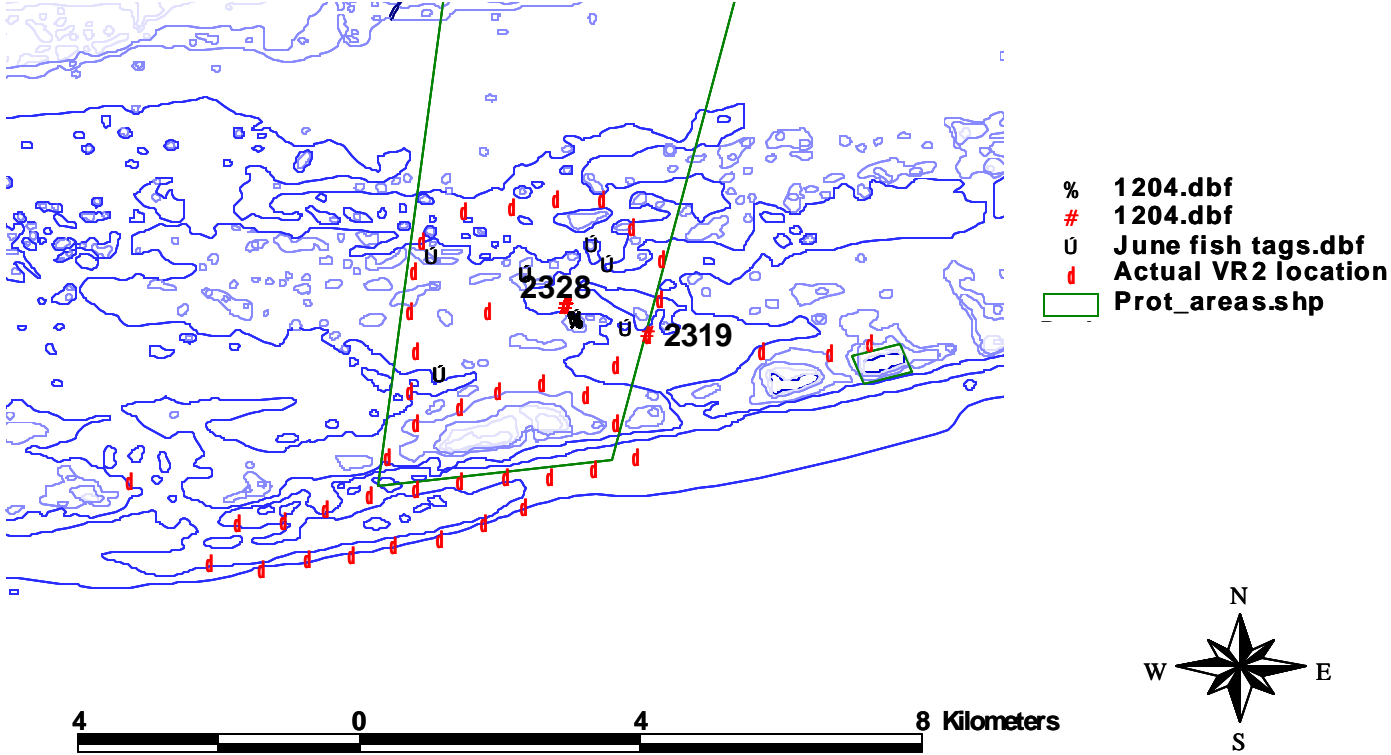 % 1204.dbf
# 1204.dbf
Ú June fish tags.dbf
d Actual VR2 location
Prot_areas.shp
2328
2319
N
W E
S
4 0 4 8 Kilometers